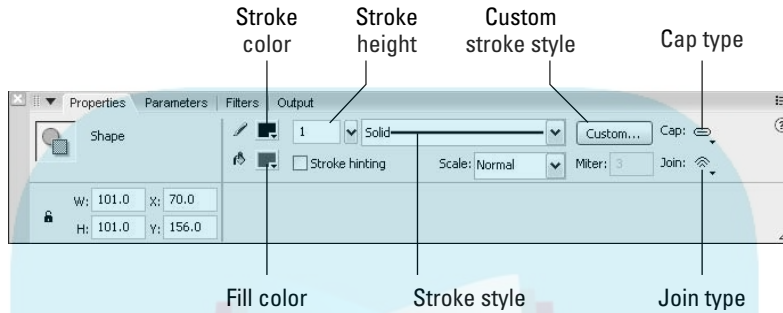 Stroke color
Stroke height
Custom stroke style
Cap type
Properties Parameters Filters Output
Shape
1 Solid Custom... Cap:
Stroke hinting Scale: Normal Miter: 3 Join:
W: 101.0 X: 70.0
H: 101.0 Y: 156.0
Fill color Stroke style Join type